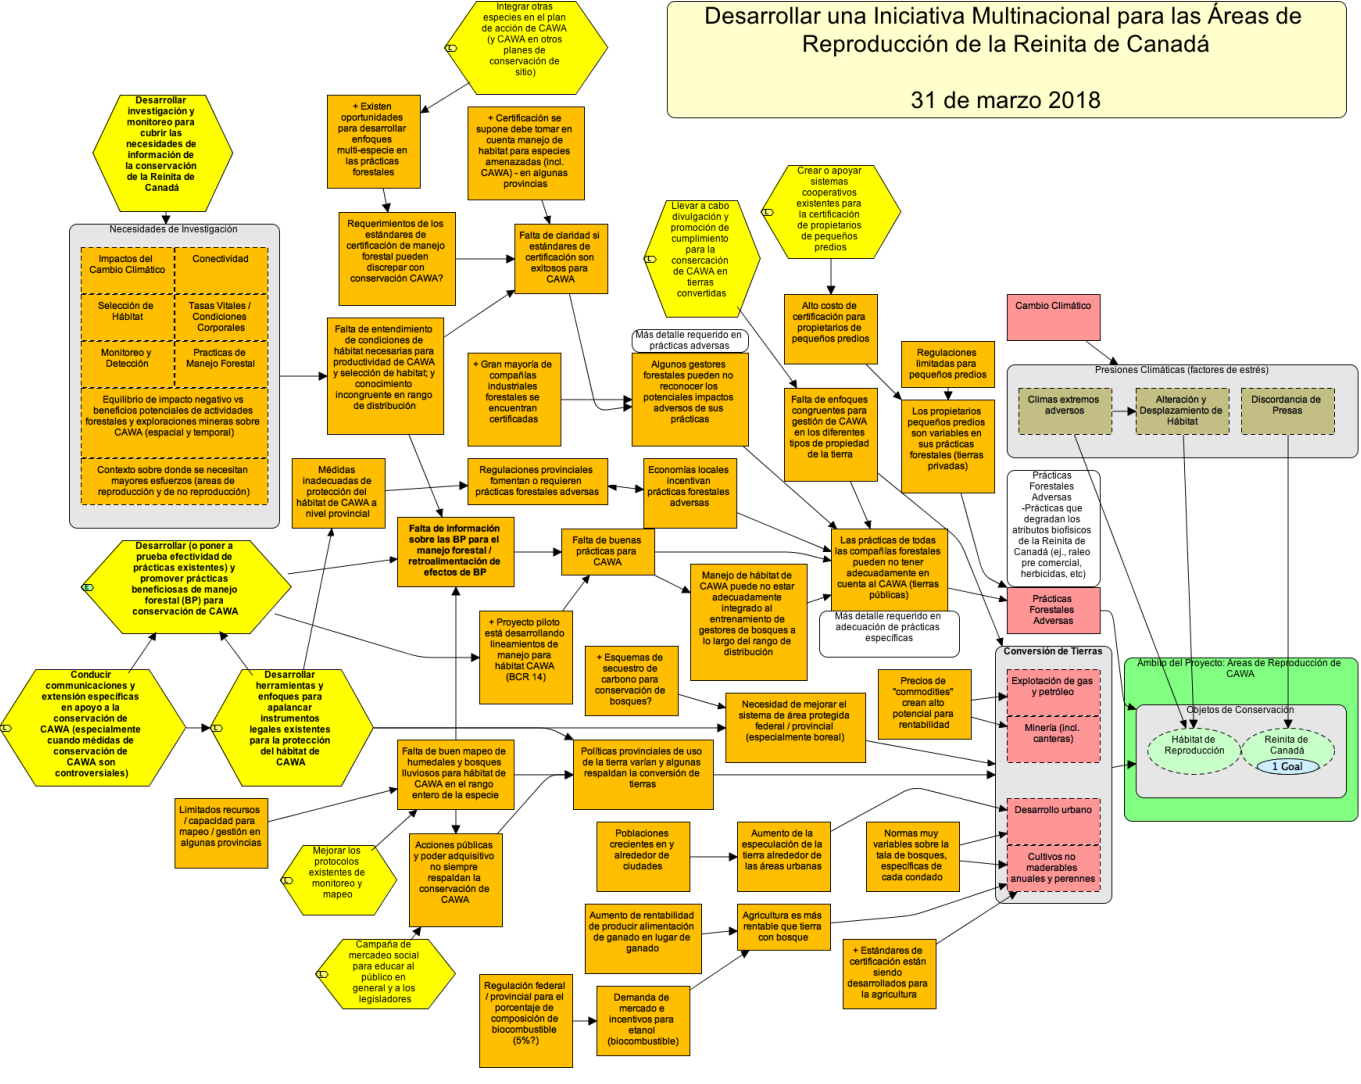 Desarrollar una Iniciativa Multinacional para las Áreas de
Reproducción de la Reinita de Canadá
31 de marzo 2018
Integrar otras
especies en el plan
de acción de CAWA
(y CAWA en otros
planes de
conservación de
sitio)
Desarrollar
investigación y
monitoreo para
cubrir las
necesidades de
información de
la conservación
de la Reinita de
Canadá
+ Existen
oportunidades
para desarrollar
enfoques
multi-especie en
las prácticas
forestales
+ Certificación se
supone debe tomar en
cuenta manejo de
habitat para especies
amenazadas (incl.
CAWA) - en algunas
provincias
Crear o apoyar
sistemas
cooperativos
existentes para
la certificación
de propietarios
de pequeños
predios
Llevar a cabo
divulgación y
promoción de
cumplimiento
para la
consercación
de CAWA en
tierras
convertidas
Necesidades de Investigación
Impactos del
Cambio Climático
Conectividad
Selección de
Hábitat
Tasas Vitales /
Condiciones
Corporales
Monitoreo y
Detección
Practicas de
Manejo Forestal
Equilibrio de impacto negativo vs
beneficios potenciales de actividades
forestales y exploraciones mineras sobre
CAWA (espacial y temporal)
Contexto sobre donde se necesitan
mayores esfuerzos (areas de
reproducción y de no reproducción)
Requerimientos de los
estándares de
certificación de manejo
forestal pueden
discrepar con
conservación CAWA?
Falta de claridad si
estándares de
certificación son
exitosos para
CAWA
Alto costo de
certificación para
propietarios de
pequeños predios
Cambio Climático
Falta de entendimiento
de condiciones de
hábitat necesarias para
productividad de CAWA
y selección de habitat; y
conocimiento
incongruente en rango
de distribución
+ Gran mayoría de
compañías
industriales
forestales se
encuentran
certificadas
Más detalle requerido en
prácticas adversas
Algunos gestores
forestales pueden no
reconocer los
potenciales impactos
adversos de sus
prácticas
Regulaciones
limitadas para
pequeños predios
Presiones Climáticas (factores de estrés)
Climas extremos
adversos
Alteración y
Desplazamiento de
Hábitat
Discordancia de
Presas
Falta de enfoques
congruentes para
gestión de CAWA
en los diferentes
tipos de propiedad
de la tierra
Los propietarios
pequeños predios
son variables en
sus prácticas
forestales (tierras
privadas)
Médidas
inadecuadas de
protección del
hábitat de CAWA a
nivel provincial
Regulaciones provinciales
fomentan o requieren
prácticas forestales adversas
Economías locales
incentivan
prácticas forestales
adversas
Prácticas
Forestales
Adversas
-Prácticas que
degradan los
atributos biofísicos
de la Reinita de
Canadá (ej., raleo
pre comercial,
herbicidas, etc)
Falta de información
sobre las BP para el
manejo forestal /
retroalimentación de
efectos de BP
Falta de buenas
prácticas para
CAWA
Las prácticas de todas
las compañías forestales
pueden no tener
adecuadamente en
cuenta al CAWA (tierras
públicas)
Desarrollar (o poner a
prueba efectividad de
prácticas existentes) y
promover prácticas
beneficiosas de manejo
forestal (BP) para
conservación de CAWA
Manejo de hábitat de
CAWA puede no estar
adecuadamente
integrado al
entrenamiento de
gestores de bosques a
lo largo del rango de
distribución
Prácticas
Forestales
Adversas
Más detalle requerido en
adecuación de prácticas
específicas
+ Proyecto piloto
está desarrollando
lineamientos de
manejo para
hábitat CAWA
(BCR 14)
+ Esquemas de
secuestro de
carbono para
conservación de
bosques?
Conversión de Tierras
Explotación de gas
y petróleo
Minería (incl.
canteras)
Desarrollo urbano
Cultivos no
maderables
anuales y perennes
Precios de
"commodities"
crean alto
potencial para
rentabilidad
Ámbito del Proyecto: Áreas de Reproducción de
CAWA
Objetos de Conservación
Hábitat de
Reproducción
Reinita de
Canadá
1 Goal
Conducir
communicaciones y
extensión específicas
en apoyo a la
conservación de
CAWA (especialmente
cuando médidas de
conservación de
CAWA son
controversiales)
Desarrollar
herramientas y
enfoques para
apalancar
instrumentos
legales existentes
para la protección
del hábitat de
CAWA
Necesidad de mejorar el
sistema de área protegida
federal / provincial
(especialmente boreal)
Falta de buen mapeo de
humedales y bosques
lluviosos para hábitat de
CAWA en el rango
entero de la especie
Políticas provinciales de uso
de la tierra varían y algunas
respaldan la conversión de
tierras
Limitados recursos
/ capacidad para
mapeo / gestión en
algunas provincias
Mejorar los
protocolos
existentes de
monitoreo y
mapeo
Acciones públicas
y poder adquisitivo
no siempre
respaldan la
conservación de
CAWA
Poblaciones
crecientes en y
alrededor de
ciudades
Aumento de la
especulación de la
tierra alrededor de
las áreas urbanas
Normas muy
variables sobre la
tala de bosques,
específicas de
cada condado
Campaña de
mercadeo social
para educar al
público en
general y a los
legisladores
Aumento de rentabilidad
de producir alimentación
de ganado en lugar de
ganado
Agricultura es más
rentable que tierra
con bosque
+ Estándares de
certificación están
siendo
desarrollados para
la agricultura
Regulación federal
/ provincial para el
porcentaje de
composición de
biocombustible
(5%?)
Demanda de
mercado e
incentivos para
etanol
(biocombustible)